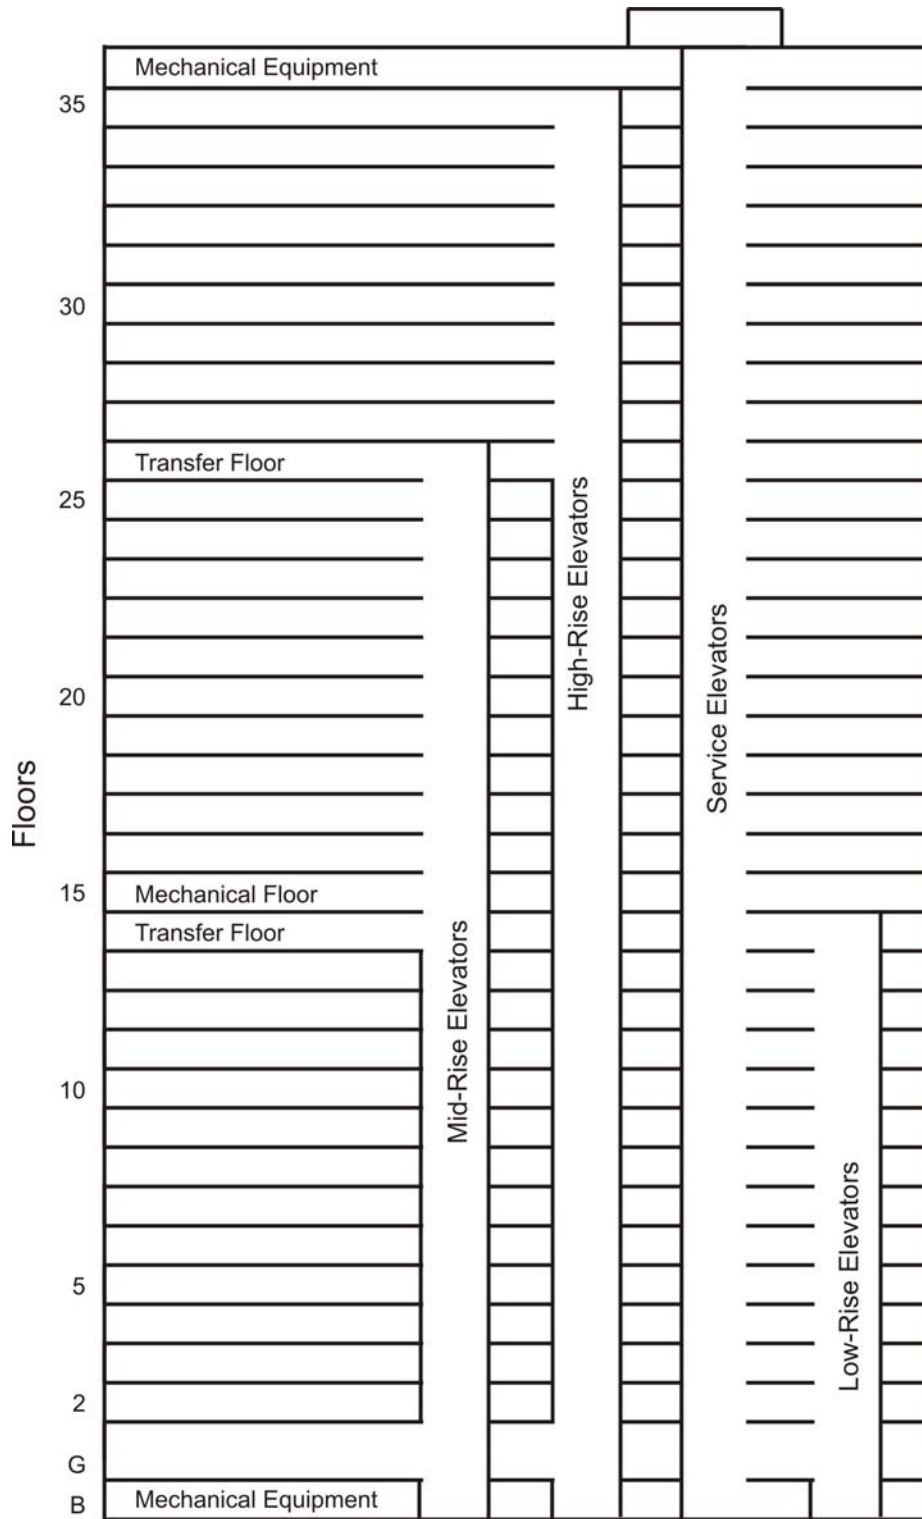 Mechanical Equipment
35
30
Transfer Floor
25
High-Rise Elevators
Service Elevators
20
Floors
15
Mechanical Floor
Transfer Floor
Mid-Rise Elevators
10
Low-Rise Elevators
5
2
G
B
Mechanical Equipment